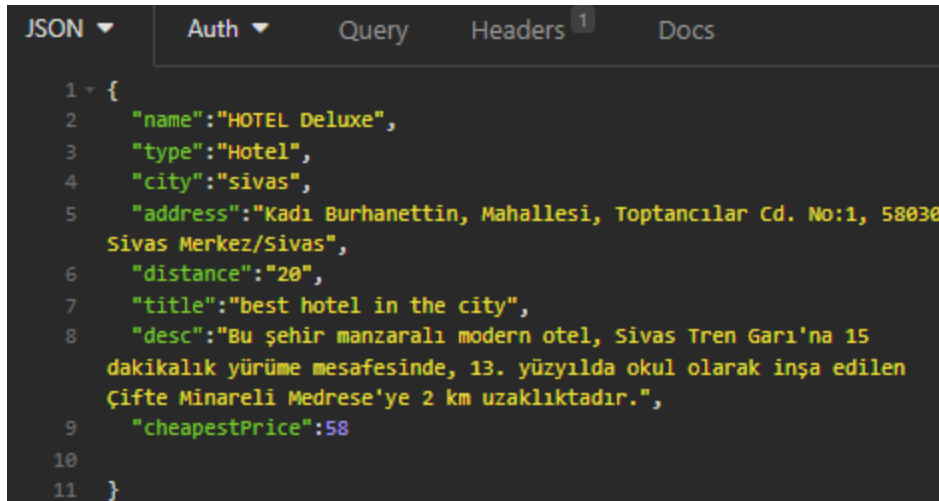 JSON Auth Query Headers 1 Docs
1 {
2 "name":"HOTEL Deluxe",
3 "type":"Hotel",
4 "city":"sivas",
5 "address":"Kadı Burhanettin, Mahallesi, Toptancılar Cd. No:1, 58030
Sivas Merkez/Sivas",
6 "distance":"20",
7 "title":"best hotel in the city",
8 "desc":"Bu şehir manzaralı modern otel, Sivas Tren Garı'na 15
dakikalık yürüme mesafesinde, 13. yüzyılda okul olarak inşa edilen
Çifte Minareli Medrese'ye 2 km uzaklıktadır.",
9 "cheapestPrice":58
10
11 }